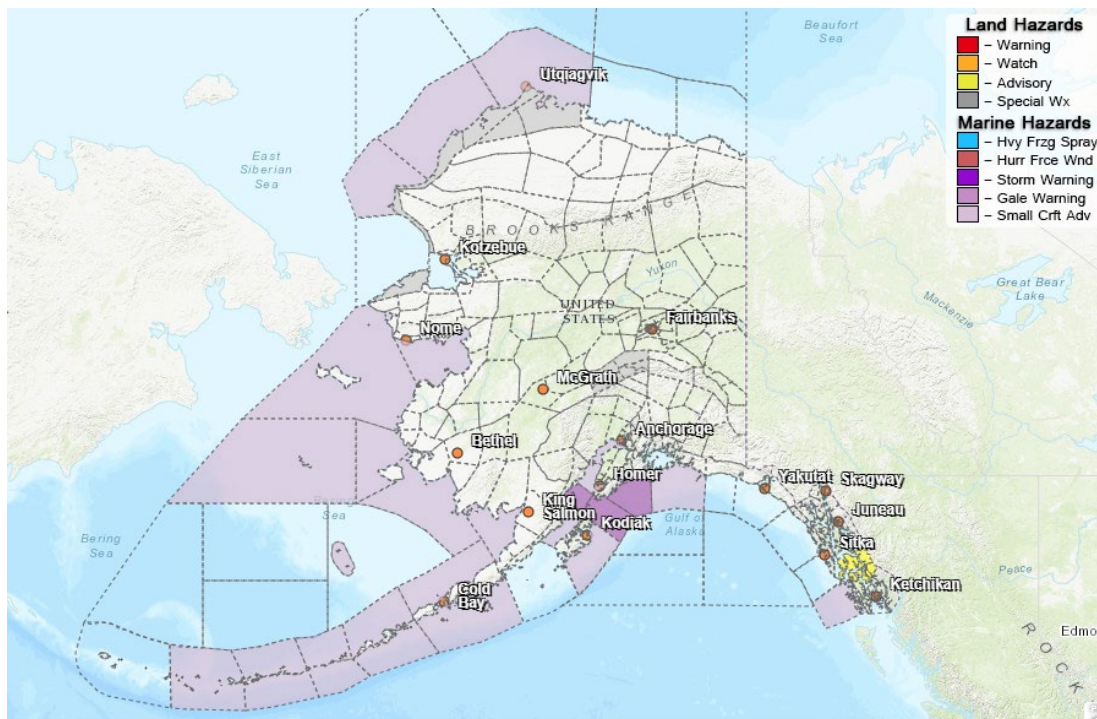 Beaufort
Sea
Land Hazards
– Warning
– Watch
– Advisory
– Special Wx
Marine Hazards
– Hvy Frzg Spray
– Hurr Frce Wnd
– Storm Warning
– Gale Warning
– Small Crft Adv
Utqiagvik
East
Siberian
Sea
BROOKS RANGE
Kotzebue
Yukon
Great Bear
Lake
Mackenzie
UNITED
STATES
Fairbanks
Nome
McGrath
Anchorage
Bethel
Homer
Yakutat
Skagway
King
Salmon
Kodiak
Gulf of
Alaska
Juneau
Sea
Bering
Sea
Sitka
Peace
Cold
Bay
Ketchikan
ROCK
Edmo